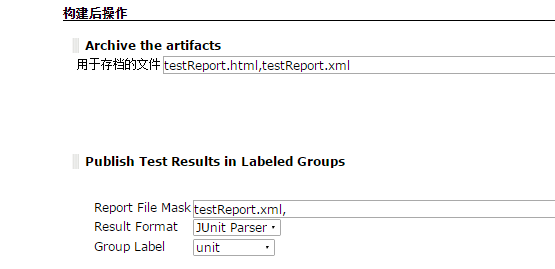 构建后操作
Archive the artifacts
用于存档的文件 testReport.html,testReport.xml
Publish Test Results in Labeled Groups
Report File Mask testReport.xml,
Result Format JUnit Parser
Group Label unit